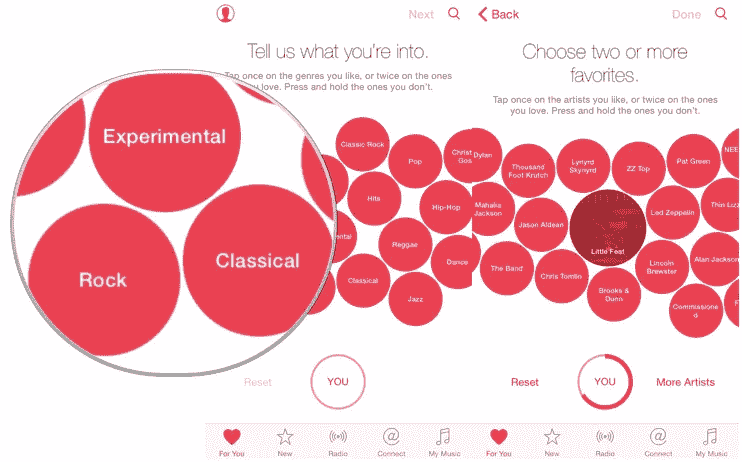 Next
Tell us what you're into.
Tap once on the genres you like, or twice on the ones
you love. Press and hold the ones you don't.
Experimental
Rock
Classical
Classic Rock
Pop
Christ
Gos
Hits
Hip-Hop
ental
Reggae
Dance
Classical
Jazz
Reset
YOU
For You
New
Radio
Connect
My Music
Back
Done
Choose two or more
favorites.
Tap once on the artists you like, or twice on the ones
you love. Press and hold the ones you don't.
Dylan
Thousand
Foot Krutch
Lynyrd
Skynyrd
ZZ Top
Pat Green
NEE
Mahalia
Jackson
Jason Aldean
Little Feat
Led Zeppelin
Thin Lizz
The Band
Chris Tomlin
Lincoln
Brewster
Alan Jackson
Brooks &
Dunn
Commissione
d
F
Reset
YOU
More Artists
For You
New
Radio
Connect
My Music